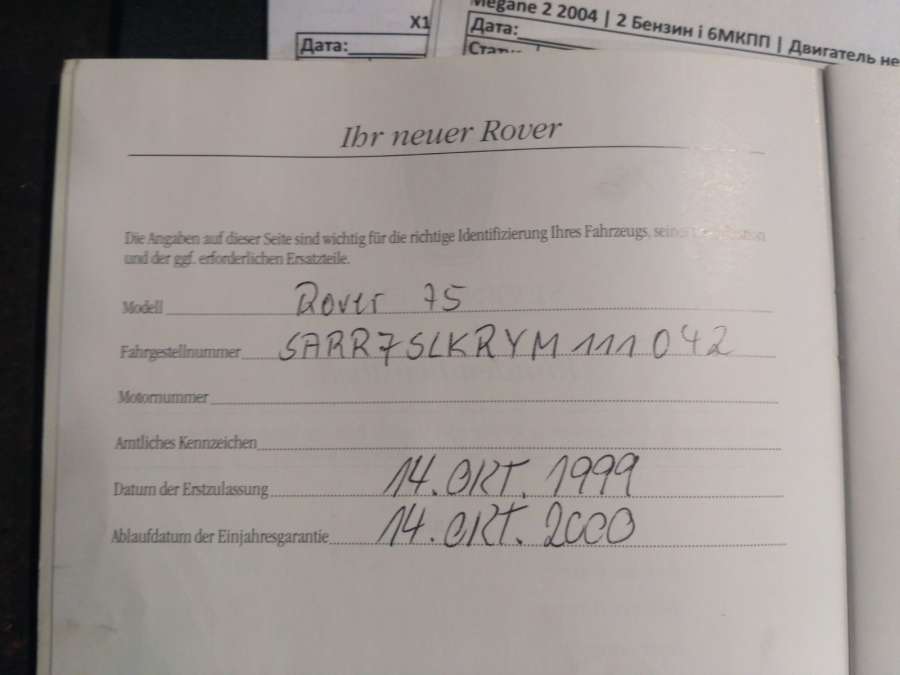 X1
Дата:
Megane 2 2004 | 2 Бензин і 6МКПП | Двигатель не
Дата:
Ihr neuer Rover
Die Angaben auf dieser Seite sind wichtig für die richtige Identifizierung Ihres Fahrzeugs, seiner
und der ggf. erforderlichen Ersatzteile.
Modell Rover 75
Fahrgestellnummer SARR7SLKRYM111042
Motornummer
Amtliches Kennzeichen
Datum der Erstzulassung 14. OKT. 1999
Ablaufdatum der Einjahresgarantie 14. OKT. 2000